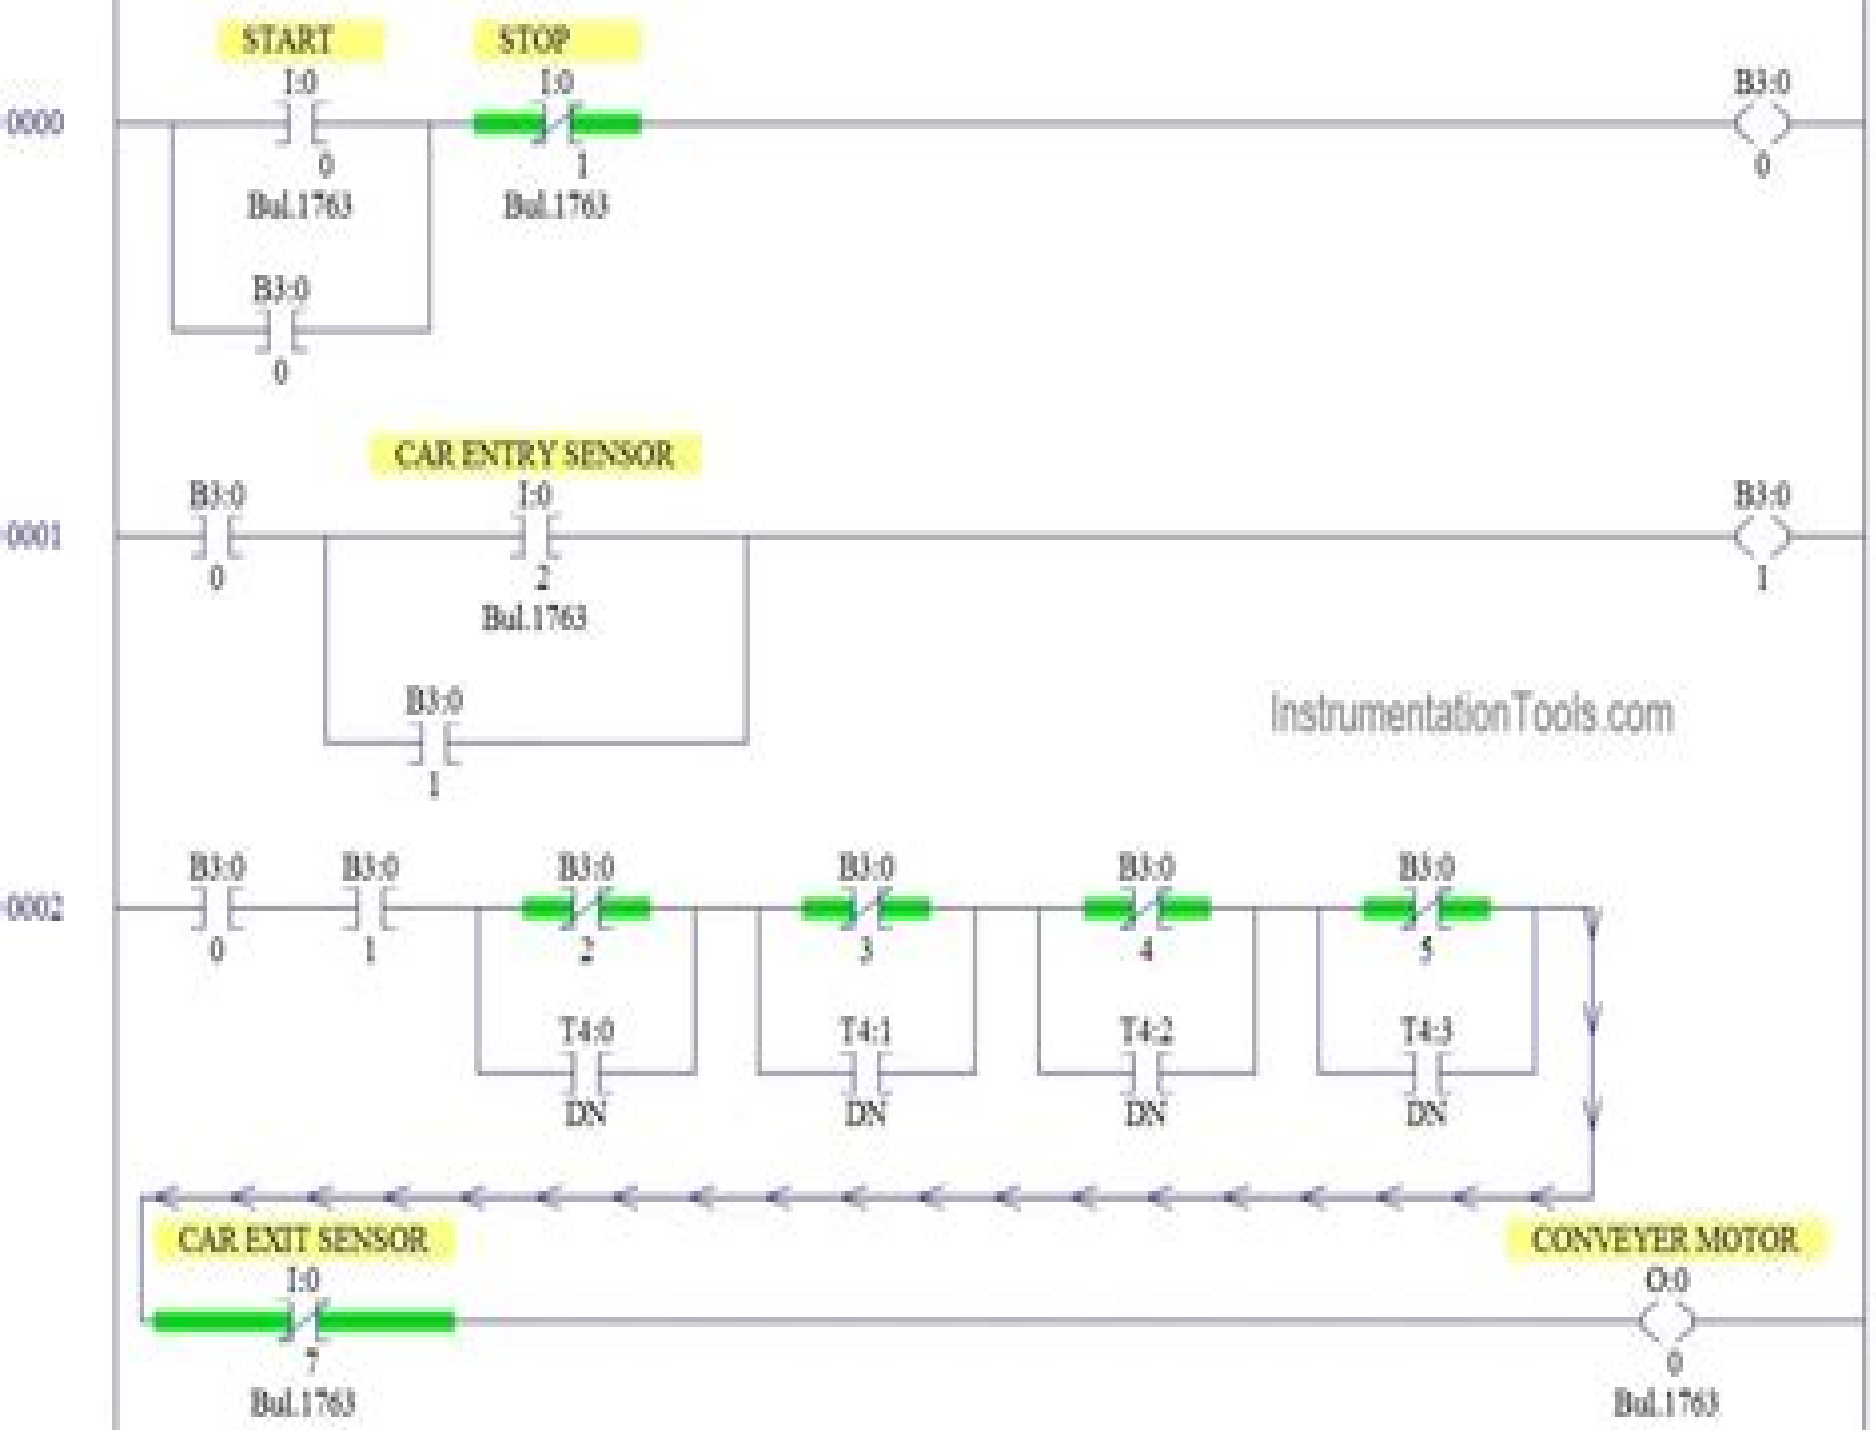 START STOP
I:0 I:0 B3:0
0000
0 1 0
Bul.1763 Bul.1763
B3:0
0
CAR ENTRY SENSOR
B3:0 I:0 B3:0
0001
0 2 1
Bul.1763
InstrumentationTools.com
B3:0
1
B3:0 B3:0 B3:0 B3:0 B3:0 B3:0
0002
0 1 2 3 4 5
T4:0 T4:1 T4:2 T4:3
DN DN DN DN
CAR EXIT SENSOR CONVEYER MOTOR
I:0 O:0
7 0
Bul.1763 Bul.1763